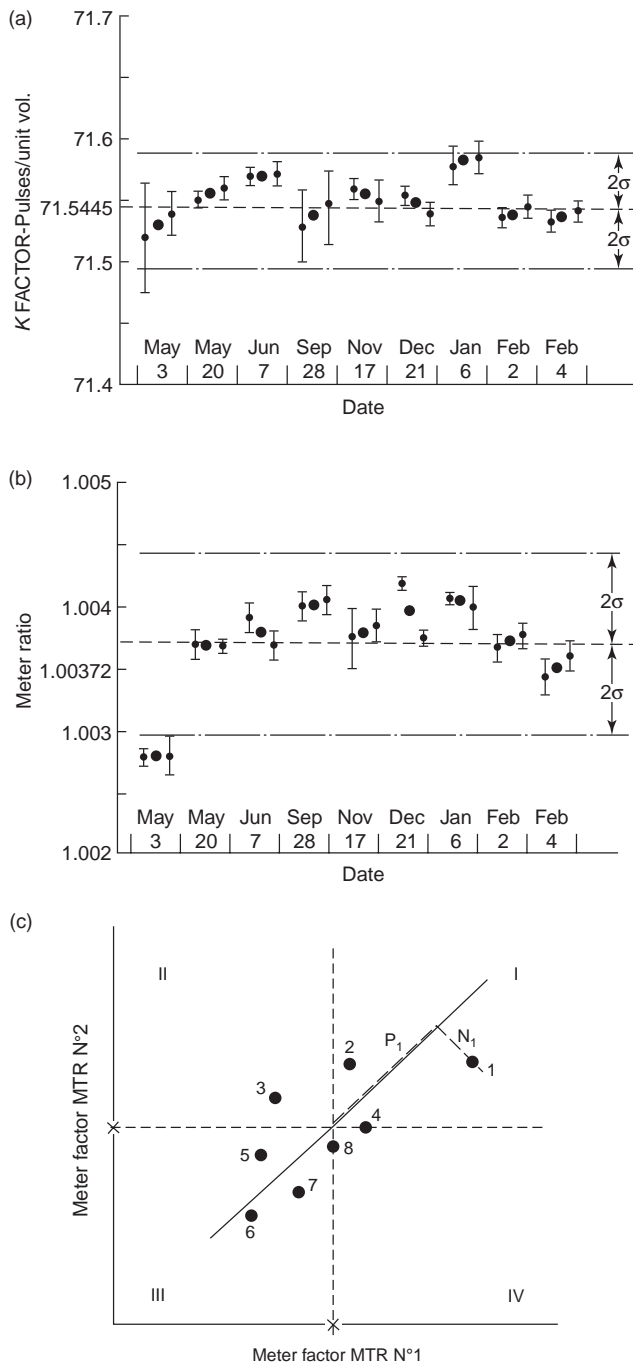 (a)
71.7
71.6
71.5445
71.5
71.4
K FACTOR-Pulses/unit vol.
2σ
2σ
May May Jun Sep Nov Dec Jan Feb Feb
3 20 7 28 17 21 6 2 4
Date
(b)
1.005
1.004
1.00372
1.003
1.002
Meter ratio
2σ
2σ
May May Jun Sep Nov Dec Jan Feb Feb
3 20 7 28 17 21 6 2 4
Date
(c)
II I
P1 N1
2 1
3
4
5 8
7
6
III IV
Meter factor MTR N°2
Meter factor MTR N°1